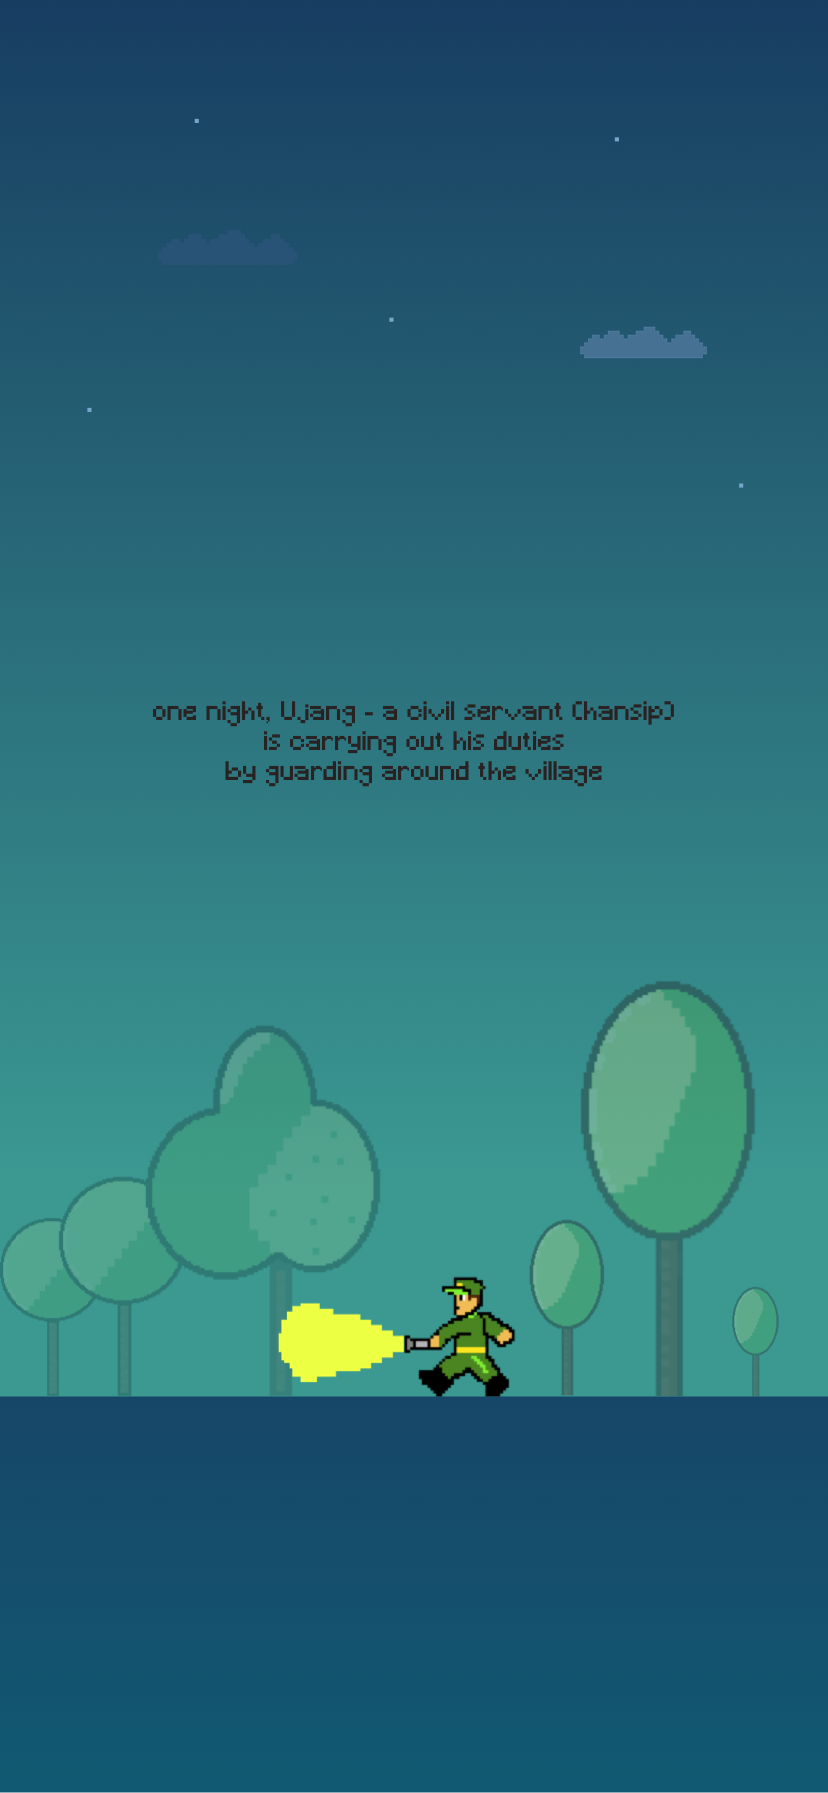 one night, Ujang - a civil servant (hansip)
is carrying out his duties
by guarding around the village